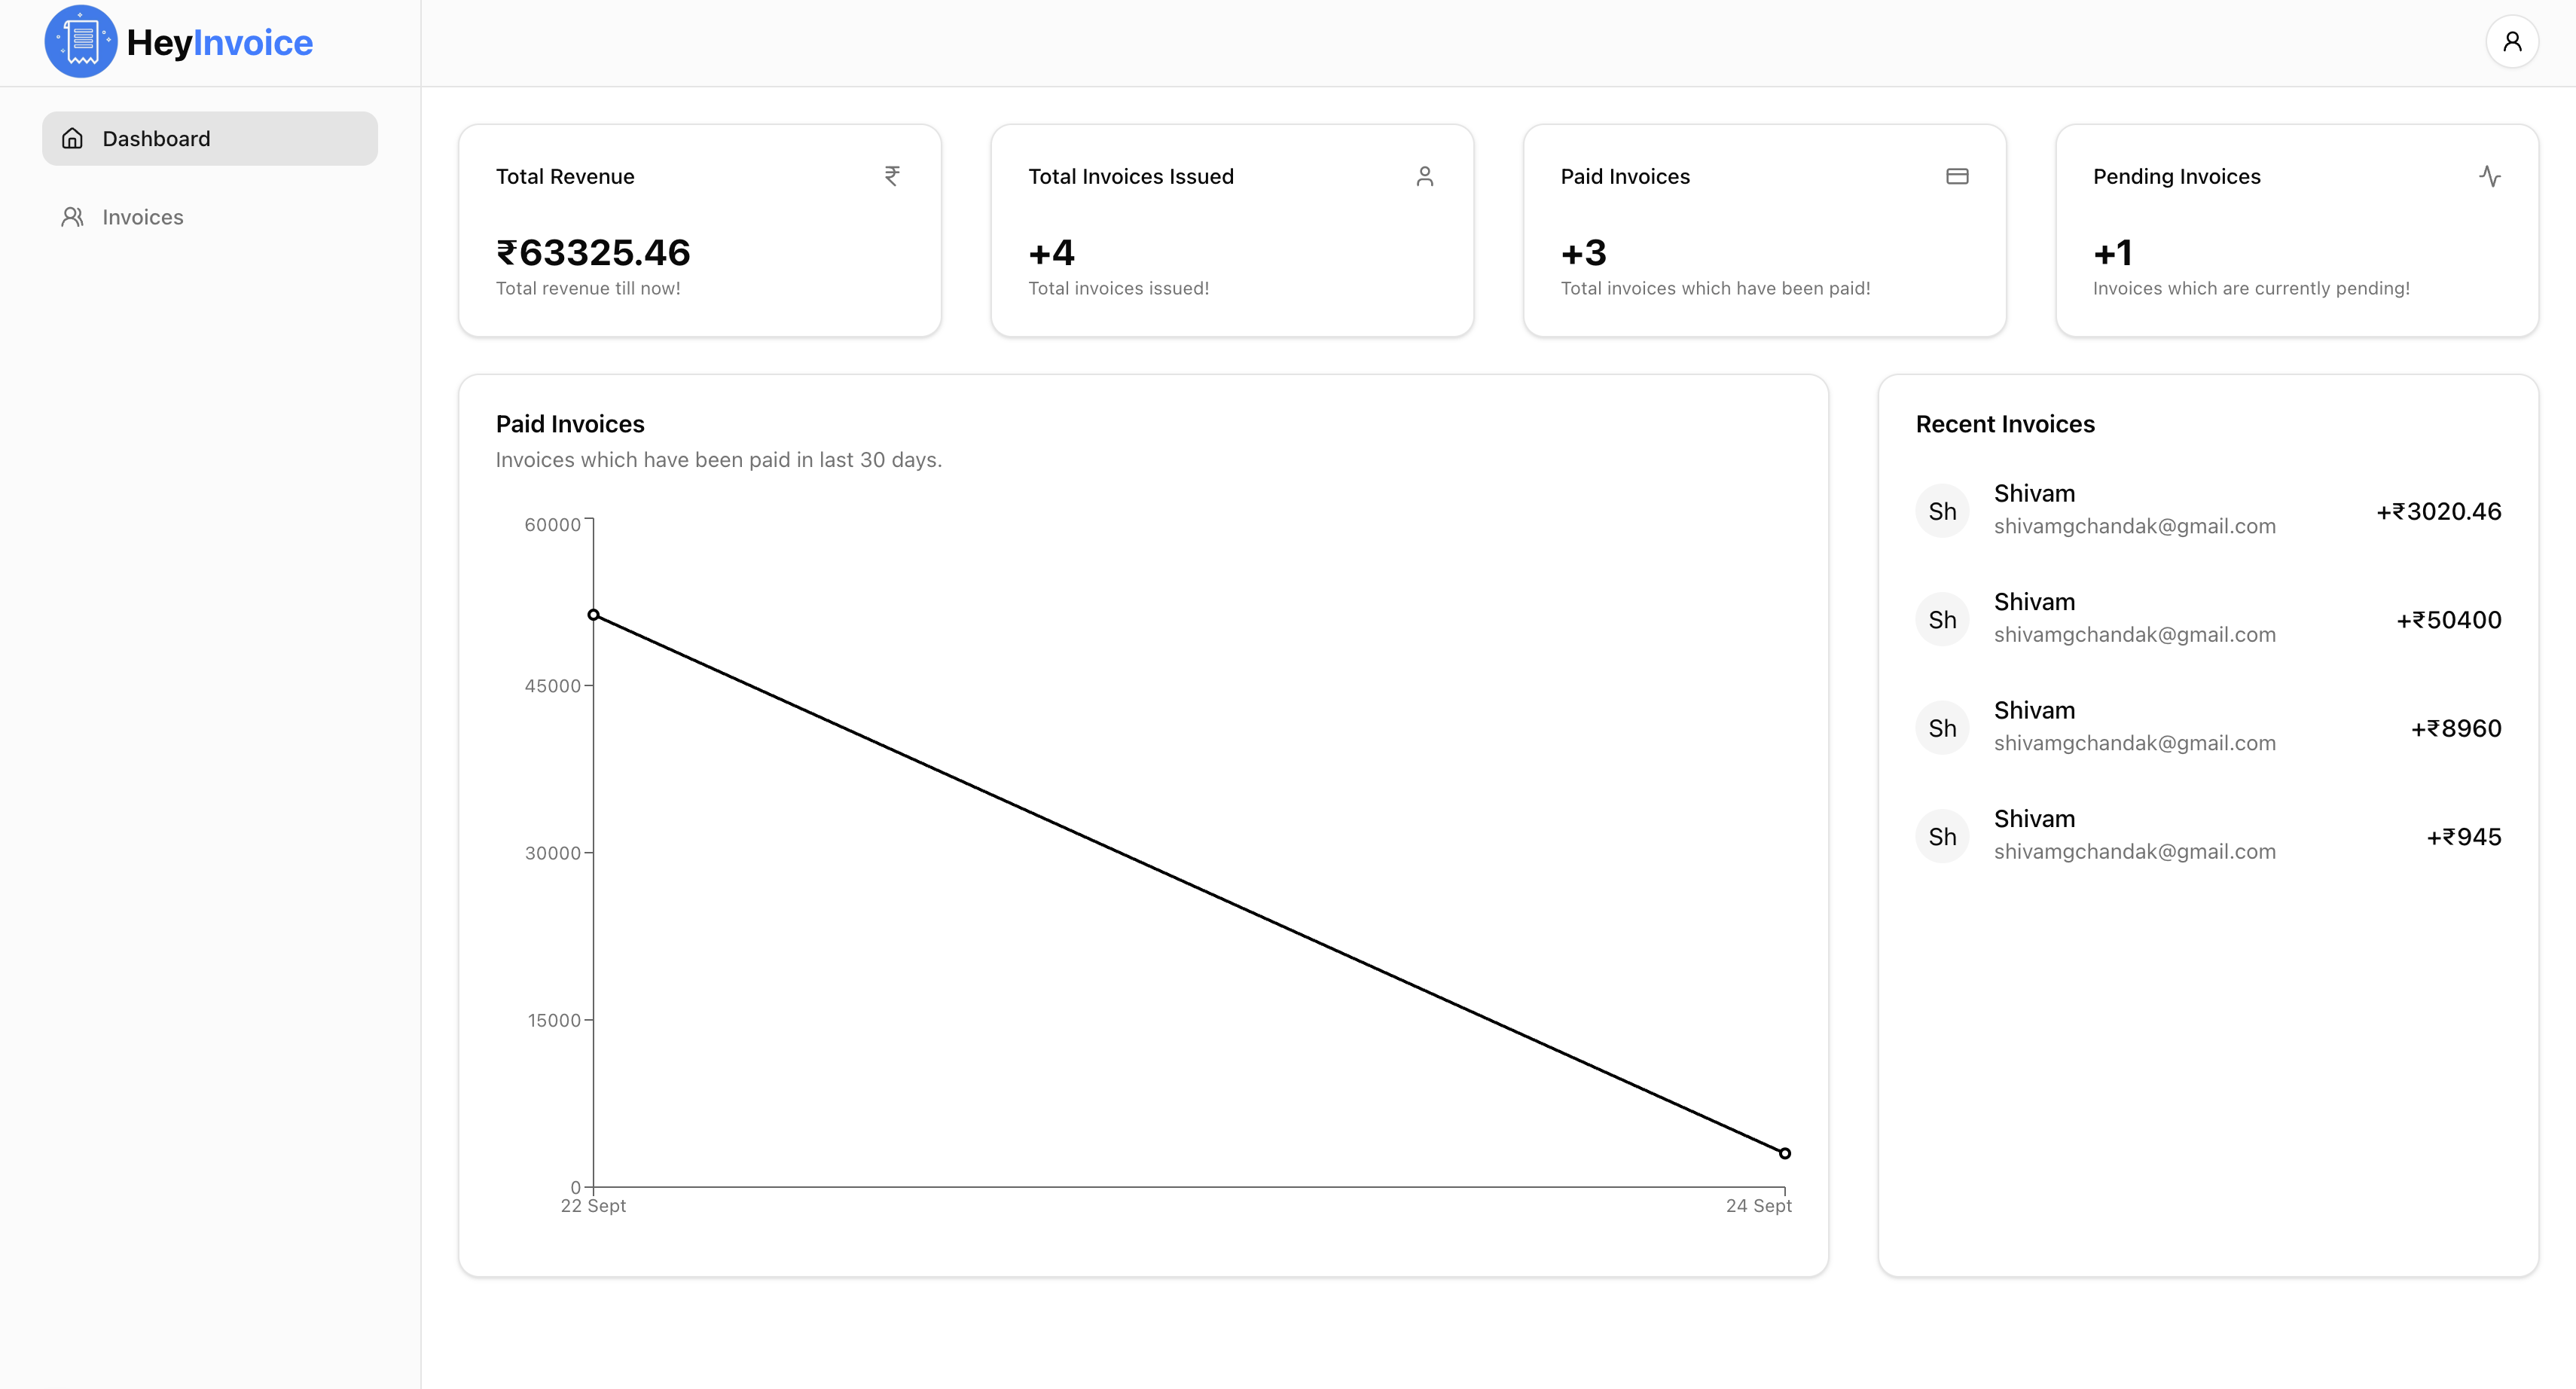 HeyInvoice
Dashboard
Invoices
Total Revenue
₹63325.46
Total revenue till now!
Total Invoices Issued
+4
Total invoices issued!
Paid Invoices
+3
Total invoices which have been paid!
Pending Invoices
+1
Invoices which are currently pending!
Paid Invoices
Invoices which have been paid in last 30 days.
60000
45000
30000
15000
0
22 Sept
24 Sept
Recent Invoices
Sh
Shivam
shivamgchandak@gmail.com
+₹3020.46
Sh
Shivam
shivamgchandak@gmail.com
+₹50400
Sh
Shivam
shivamgchandak@gmail.com
+₹8960
Sh
Shivam
shivamgchandak@gmail.com
+₹945